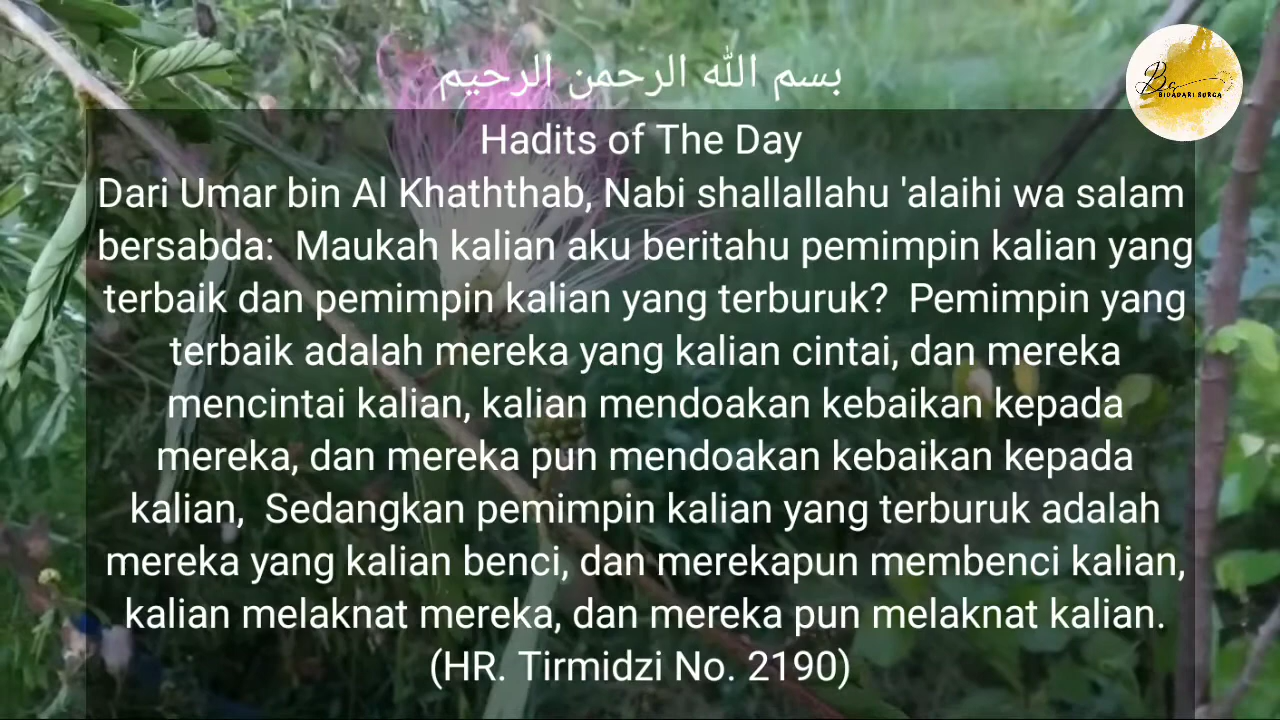 بسم الله الرحمن الرحيم
Bs
BIDADARI SURGA
Hadits of The Day
Dari Umar bin Al Khaththab, Nabi shallallahu 'alaihi wa salam
bersabda:  Maukah kalian aku beritahu pemimpin kalian yang
terbaik dan pemimpin kalian yang terburuk?  Pemimpin yang
terbaik adalah mereka yang kalian cintai, dan mereka
mencintai kalian, kalian mendoakan kebaikan kepada
mereka, dan mereka pun mendoakan kebaikan kepada
kalian,  Sedangkan pemimpin kalian yang terburuk adalah
mereka yang kalian benci, dan merekapun membenci kalian,
kalian melaknat mereka, dan mereka pun melaknat kalian.
(HR. Tirmidzi No. 2190)